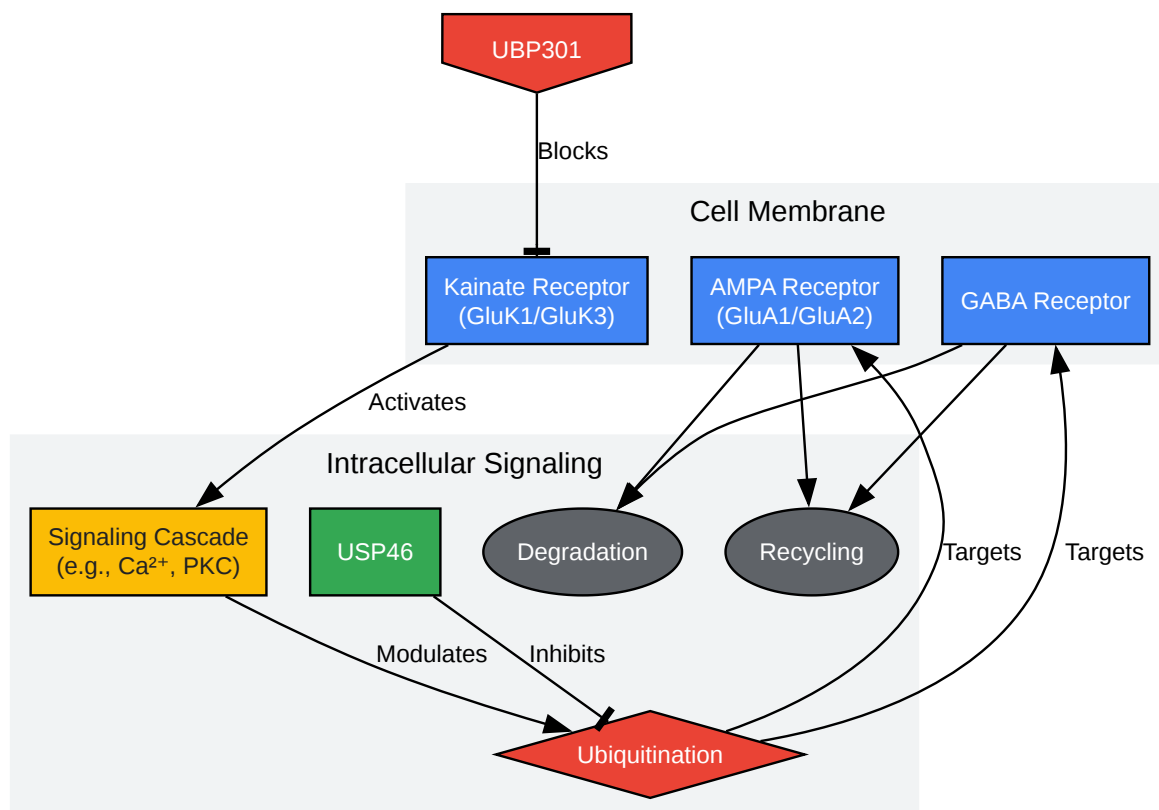 UBP301
Blocks
Cell Membrane
Kainate Receptor
(GluK1/GluK3)
AMPA Receptor
(GluA1/GluA2)
GABA Receptor
Activates
Intracellular Signaling
Signaling Cascade
(e.g., Ca²⁺, PKC)
USP46
Degradation
Recycling
Targets
Targets
Modulates
Inhibits
Ubiquitination